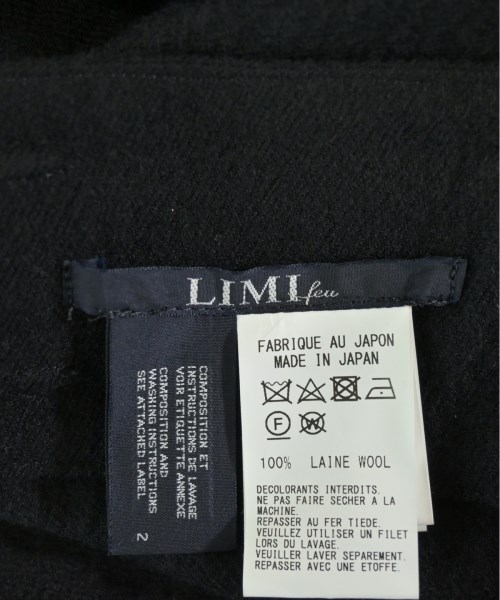 LIMI feu
FABRIQUE AU JAPON
MADE IN JAPAN
P W
100% LAINE WOOL
DECOLORANTS INTERDITS.
NE PAS FAIRE SECHER A LA
MACHINE.
REPASSER AU FER TIEDE.
VEUILLEZ UTILISER UN FILET
LORS DU LAVAGE.
VEUILLER LAVER SEPAREMENT.
REPASSER AVEC UNE ETOFFE.
COMPOSITION ET
INSTRUCTIONS DE LAVAGE
VOIR ETIQUETTE ANNEXE
COMPOSITION AND
WASHING INSTRUCTIONS
SEE ATTACHED LABEL
2